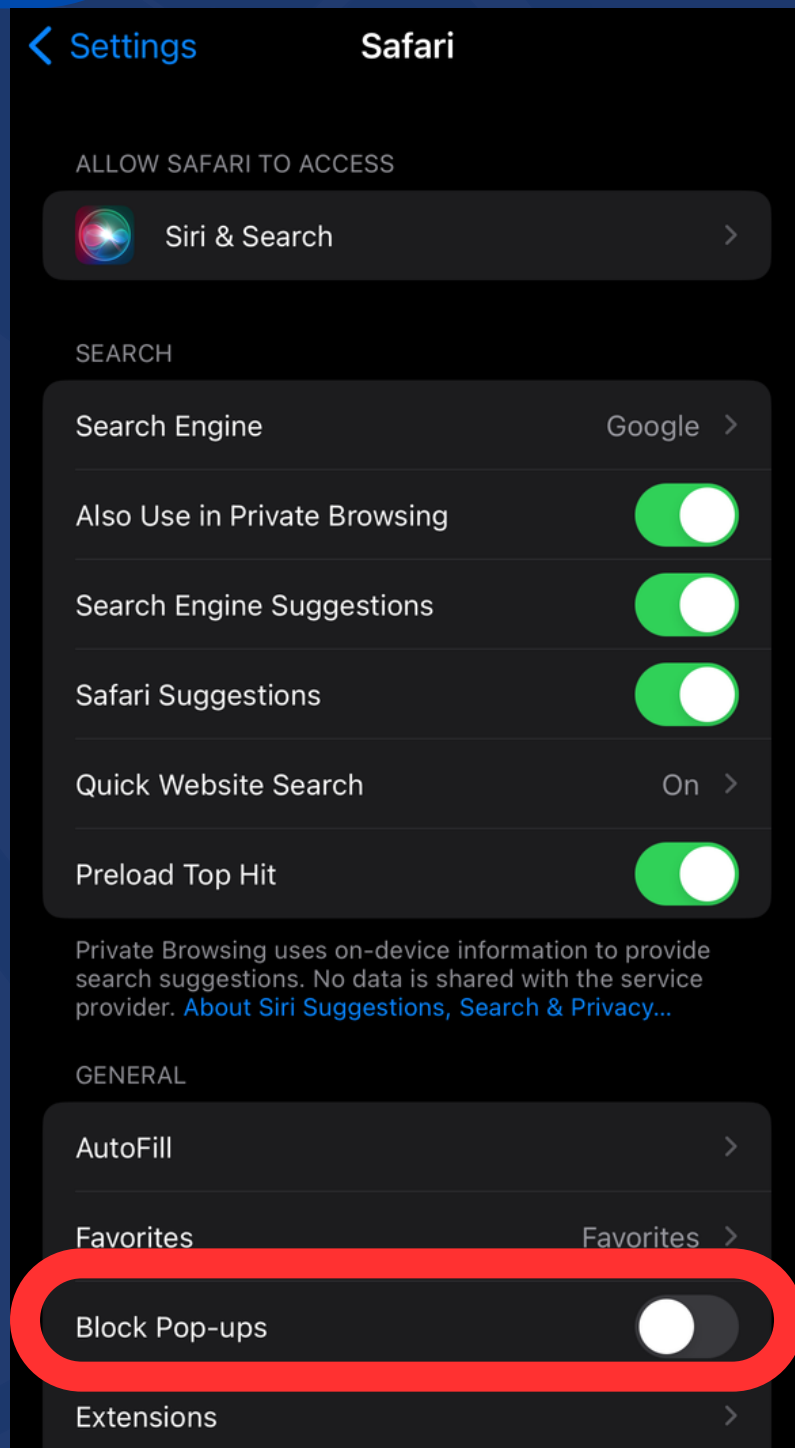 Settings
Safari
ALLOW SAFARI TO ACCESS
Siri & Search
SEARCH
Search Engine
Google
Also Use in Private Browsing
Search Engine Suggestions
Safari Suggestions
Quick Website Search
On
Preload Top Hit
Private Browsing uses on-device information to provide
search suggestions. No data is shared with the service
provider. About Siri Suggestions, Search & Privacy...
GENERAL
AutoFill
Favorites
Favorites
Block Pop-ups
Extensions